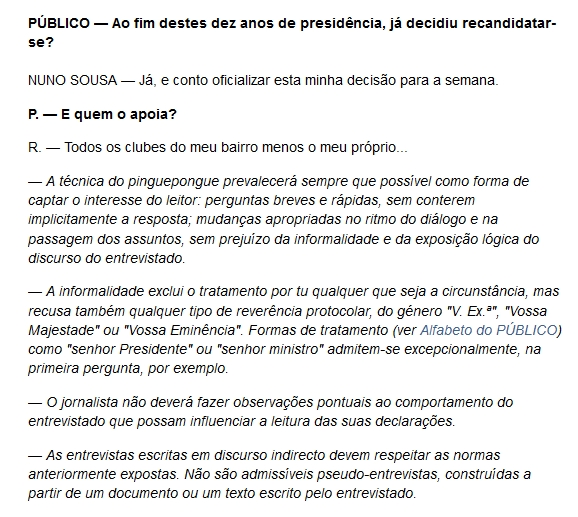 PÚBLICO — Ao fim destes dez anos de presidência, já decidiu recandidatar-
se?
NUNO SOUSA — Já, e conto oficializar esta minha decisão para a semana.
P. — E quem o apoia?
R. — Todos os clubes do meu bairro menos o meu próprio...
— A técnica do pinguepongue prevalecerá sempre que possível como forma de
captar o interesse do leitor: perguntas breves e rápidas, sem conterem
implicitamente a resposta; mudanças apropriadas no ritmo do diálogo e na
passagem dos assuntos, sem prejuízo da informalidade e da exposição lógica do
discurso do entrevistado.
— A informalidade exclui o tratamento por tu qualquer que seja a circunstância, mas
recusa também qualquer tipo de reverência protocolar, do género "V. Ex.ª", "Vossa
Majestade" ou "Vossa Eminência". Formas de tratamento (ver Alfabeto do PÚBLICO)
como "senhor Presidente" ou "senhor ministro" admitem-se excepcionalmente, na
primeira pergunta, por exemplo.
— O jornalista não deverá fazer observações pontuais ao comportamento do
entrevistado que possam influenciar a leitura das suas declarações.
— As entrevistas escritas em discurso indirecto devem respeitar as normas
anteriormente expostas. Não são admissíveis pseudo-entrevistas, construídas a
partir de um documento ou um texto escrito pelo entrevistado.